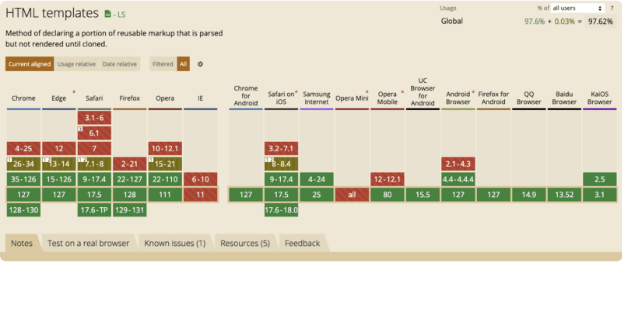 HTML templates - LS
Usage % of all users ?
Global 97.6% + 0.03% = 97.62%
Method of declaring a portion of reusable markup that is parsed
but not rendered until cloned.
Current aligned Usage relative Date relative Filtered All
Chrome Edge * Safari Firefox Opera IE Chrome for Android Safari on iOS * Samsung Internet Opera Mini * Opera Mobile * UC Browser for Android Android Browser * Firefox for Android QQ Browser Baidu Browser KaiOS Browser
3.1-6
6.1
4-25 12 7 10-12.1 3.2-7.1
26-34 13-14 7.1-8 2-21 15-21 8-8.4 2.1-4.3
35-126 15-126 9-17.4 22-127 22-110 6-10 9-17.4 4-24 12-12.1 4.4-4.4.4 2.5
127 127 17.5 128 111 11 127 17.5 25 all 80 15.5 127 127 14.9 13.52 3.1
128-130 17.6-TP 129-131 17.6-18.0
Notes Test on a real browser Known issues (1) Resources (5) Feedback